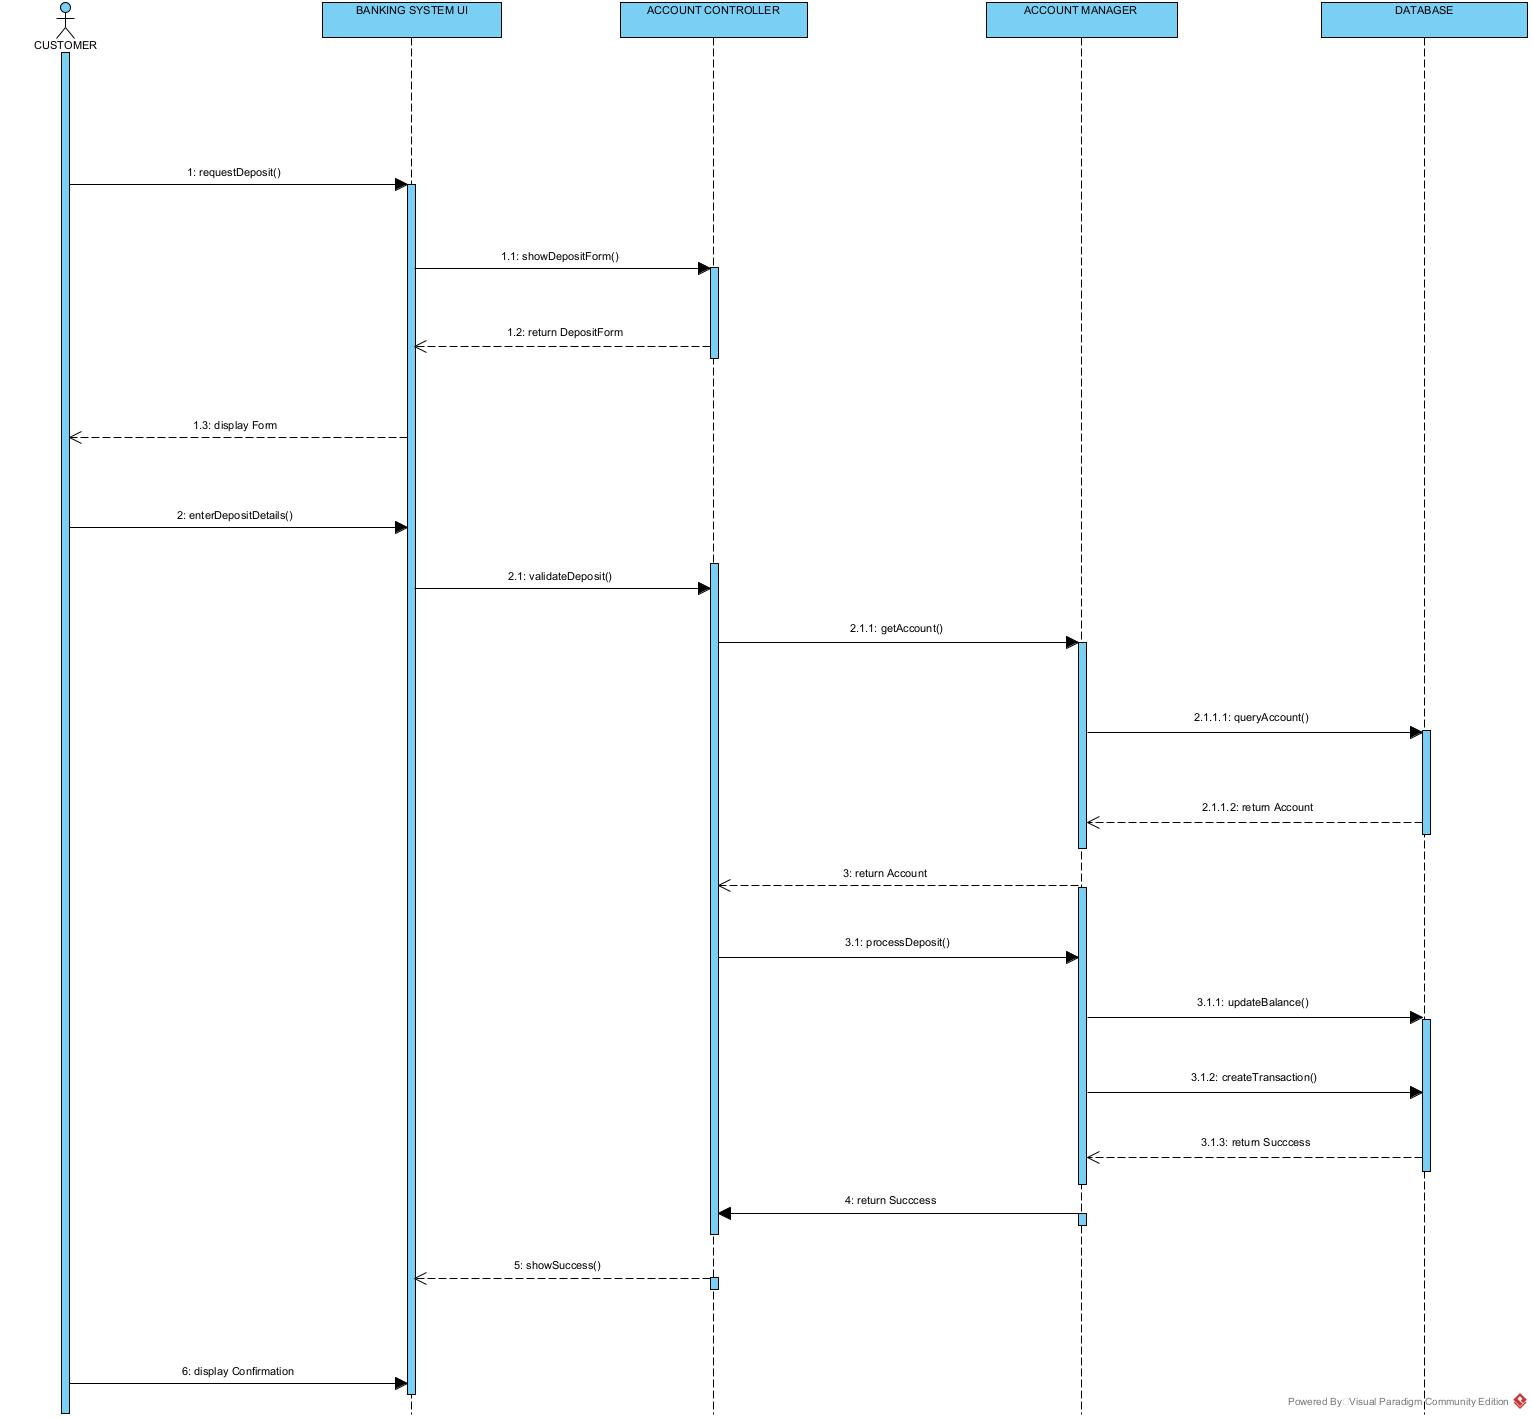 CUSTOMER
BANKING SYSTEM UI
ACCOUNT CONTROLLER
ACCOUNT MANAGER
DATABASE
1: requestDeposit()
1.1: showDepositForm()
1.2: return DepositForm
1.3: display Form
2: enterDepositDetails()
2.1: validateDeposit()
2.1.1: getAccount()
2.1.1.1: queryAccount()
2.1.1.2: return Account
3: return Account
3.1: processDeposit()
3.1.1: updateBalance()
3.1.2: createTransaction()
3.1.3: return Succcess
4: return Succcess
5: showSuccess()
6: display Confirmation
Powered By Visual Paradigm Community Edition